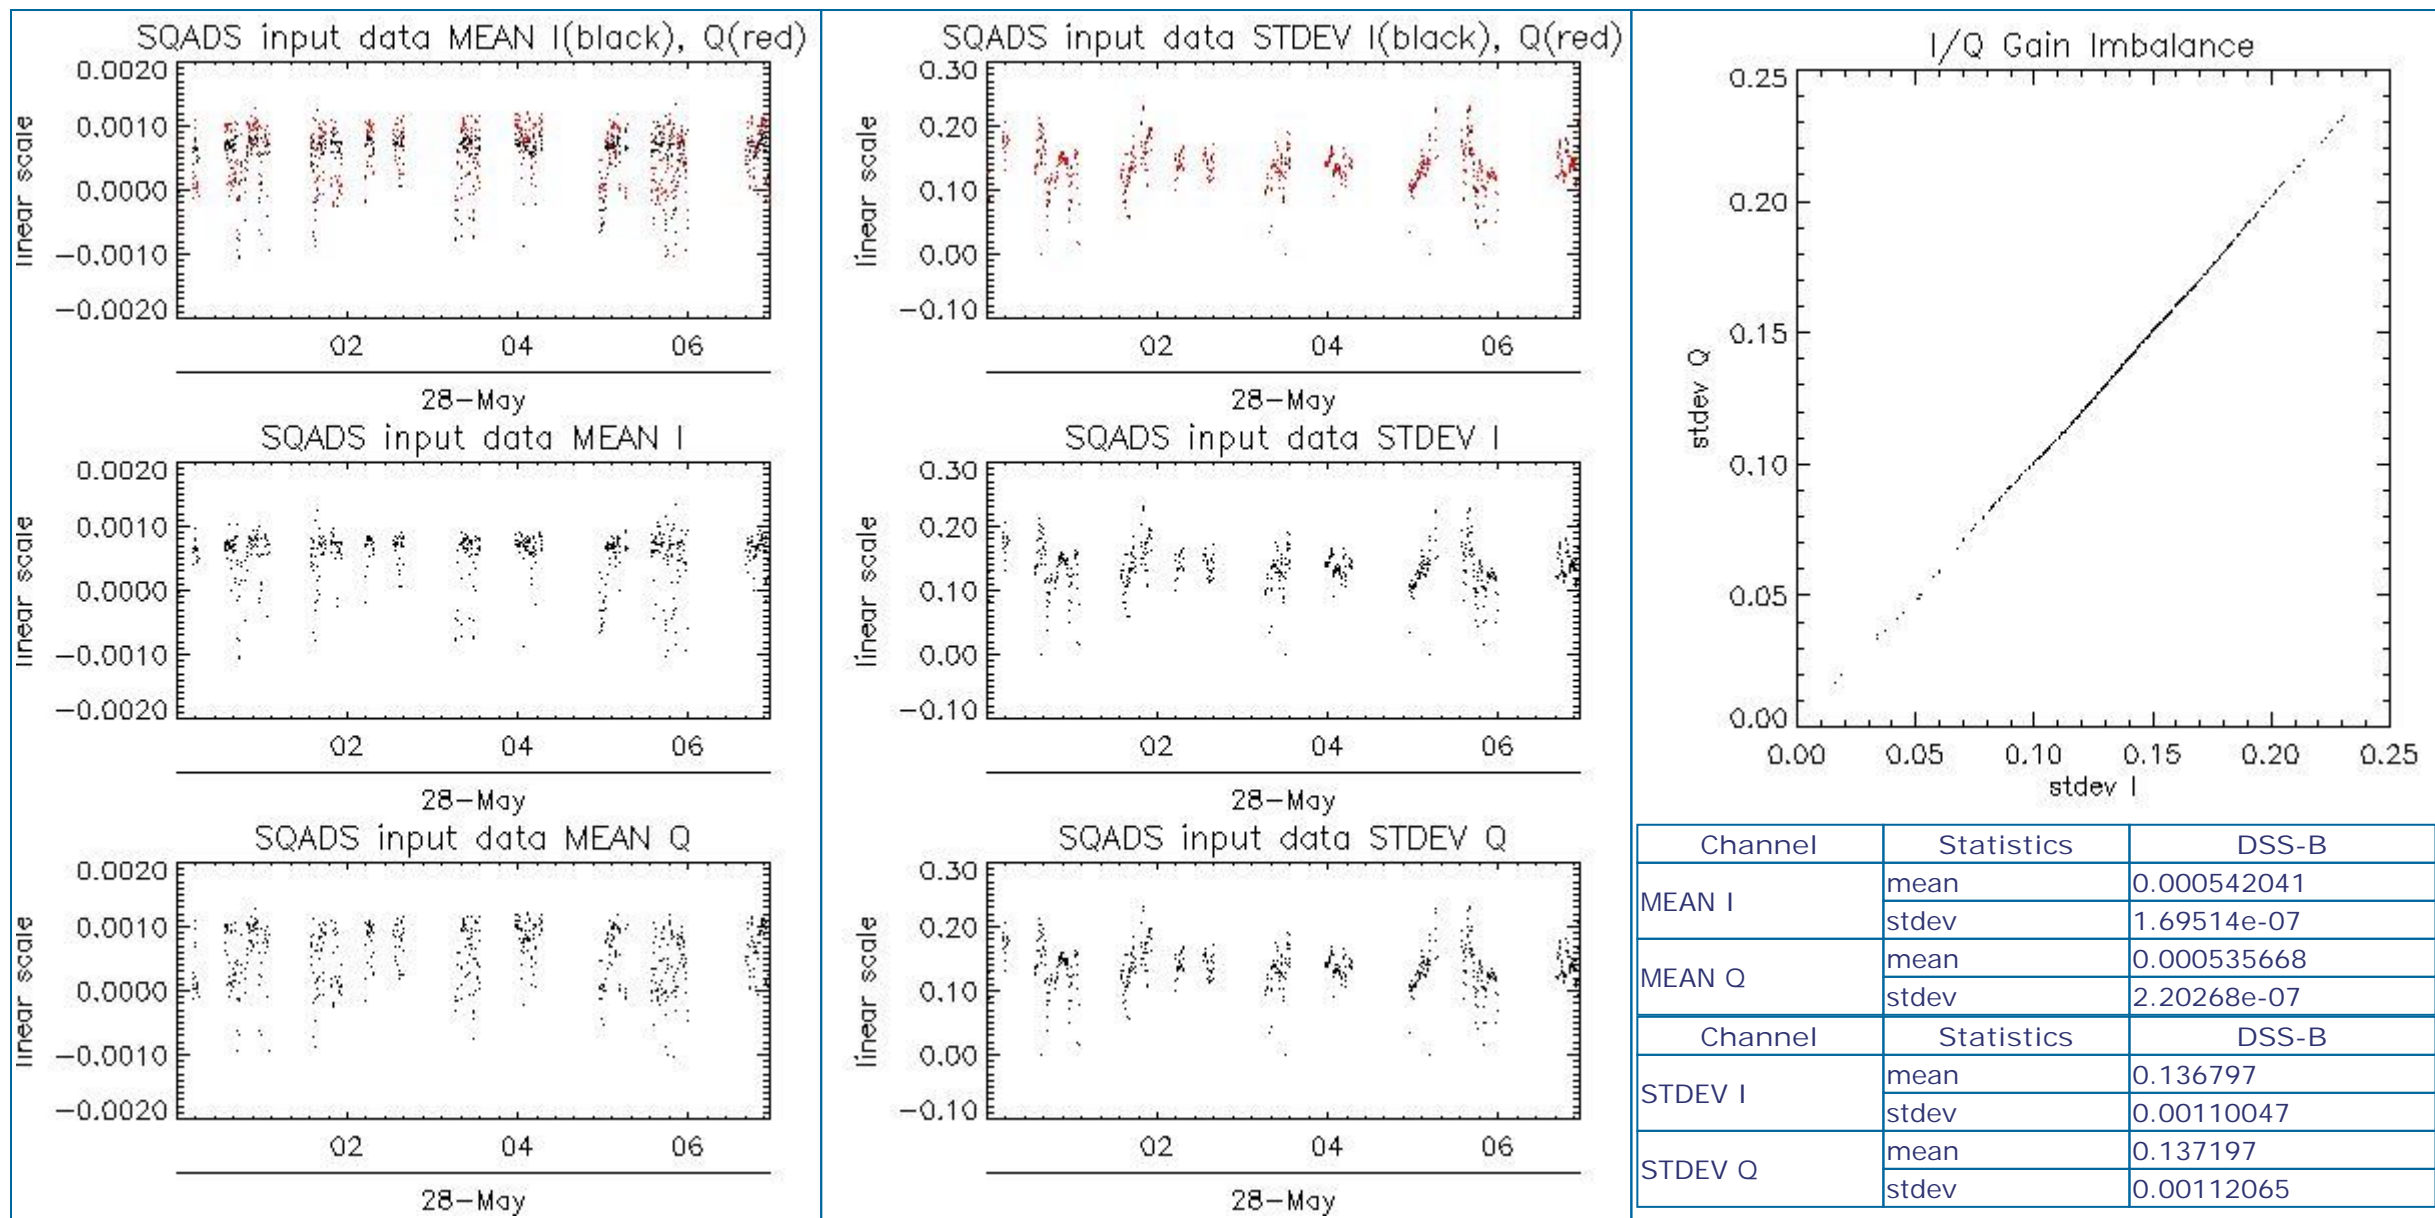 SQADS input data MEAN I(black), Q(red)
0.0020
0.0010
0.0000
−0.0010
−0.0020
linear scale
02 04 06
28−May
SQADS input data MEAN I
0.0020
0.0010
0.0000
−0.0010
−0.0020
linear scale
02 04 06
28−May
SQADS input data MEAN Q
0.0020
0.0010
0.0000
−0.0010
−0.0020
linear scale
02 04 06
28−May
SQADS input data STDEV I(black), Q(red)
0.30
0.20
0.10
0.00
−0.10
linear scale
02 04 06
28−May
SQADS input data STDEV I
0.30
0.20
0.10
0.00
−0.10
linear scale
02 04 06
28−May
SQADS input data STDEV Q
0.30
0.20
0.10
0.00
−0.10
linear scale
02 04 06
28−May
I/Q Gain Imbalance
0.25
0.20
0.15
0.10
0.05
0.00
stdev Q
0.00 0.05 0.10 0.15 0.20 0.25
stdev I
Channel Statistics DSS-B
MEAN I mean 0.000542041
stdev 1.69514e-07
MEAN Q mean 0.000535668
stdev 2.20268e-07
Channel Statistics DSS-B
STDEV I mean 0.136797
stdev 0.00110047
STDEV Q mean 0.137197
stdev 0.00112065